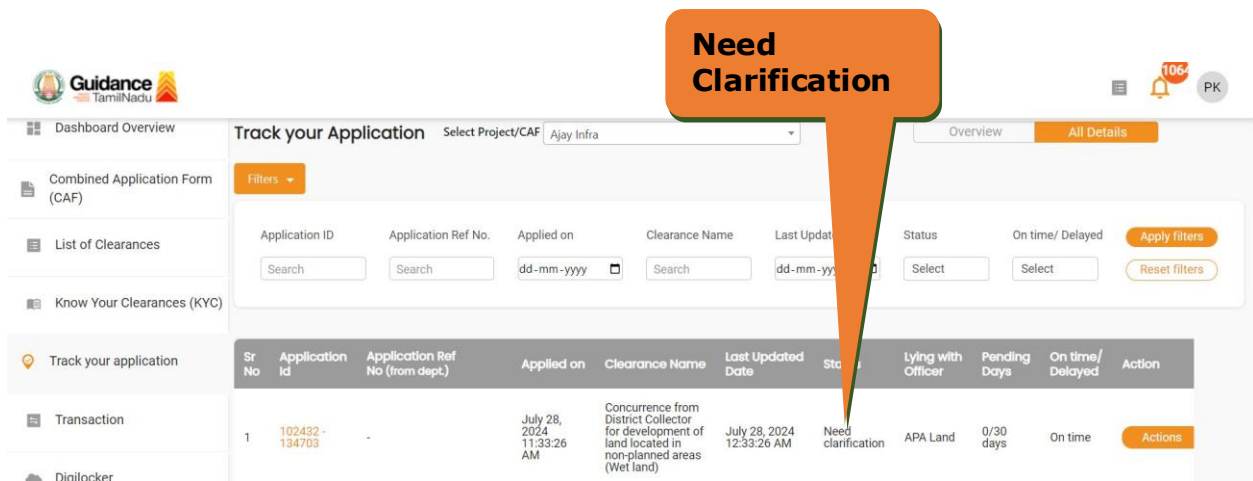 Need
Clarification
Guidance
TamilNadu
1064
PK
Dashboard Overview
Track your Application Select Project/CAF Ajay Infra
Overview All Details
Combined Application Form
(CAF)
Filters
List of Clearances
Application ID Application Ref No. Applied on Clearance Name Status On time/ Delayed Apply filters
Search Search dd-mm-yyyy Search Select Select Reset filters
Know Your Clearances (KYC)
Track your application
Sr
No
Application
Id
Application Ref
No (from dept.)
Applied on
Clearance Name
Last Updated
Date
Lying with
Officer
Pending
Days
On time/
Delayed
Action
Transaction
1
102432 -
134703
-
July 28,
2024
11:33:26
AM
Concurrence from
District Collector
for development of
land located in
non-planned areas
(Wet land)
July 28, 2024
12:33:26 AM
Need
clarification
APA Land
0/30
days
On time
Actions
Digilocker